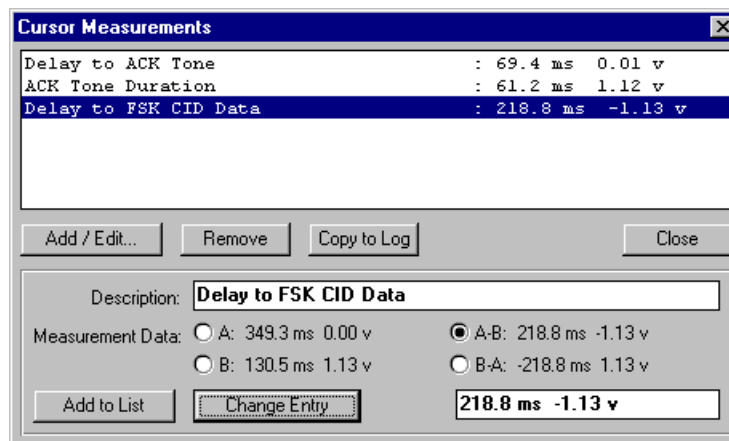 Cursor Measurements
Delay to ACK Tone : 69.4 ms 0.01 v
ACK Tone Duration : 61.2 ms 1.12 v
Delay to FSK CID Data : 218.8 ms -1.13 v
Add / Edit... Remove Copy to Log Close
Description: Delay to FSK CID Data
Measurement Data: A: 349.3 ms 0.00 v A-B: 218.8 ms -1.13 v
B: 130.5 ms 1.13 v B-A: -218.8 ms 1.13 v
Add to List Change Entry 218.8 ms -1.13 v